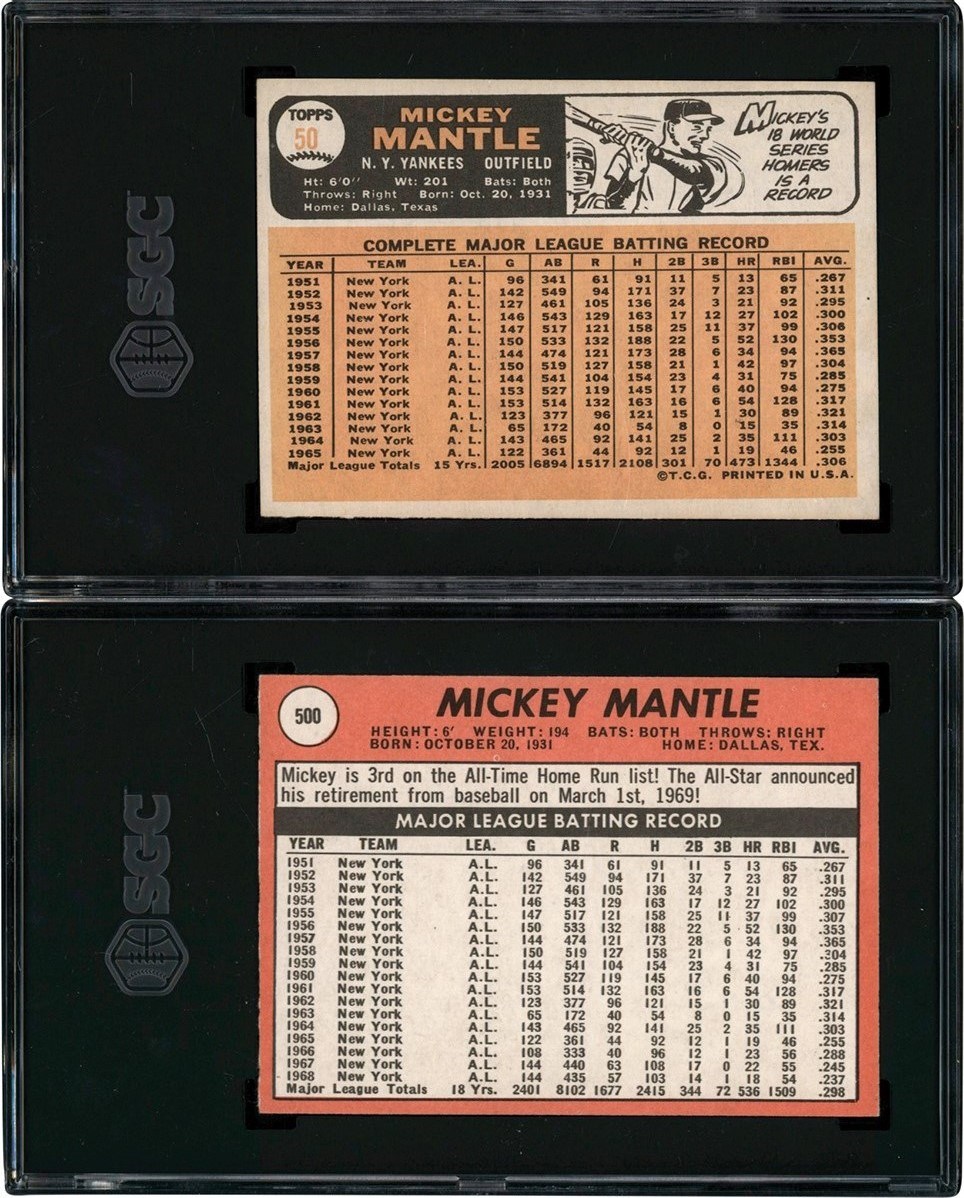 SGC
TOPPS
50
MICKEY
MANTLE
N. Y. YANKEES OUTFIELD
Ht: 6'0" Wt: 201 Bats: Both
Throws: Right Born: Oct. 20, 1931
Home: Dallas, Texas
MICKEY'S
18 WORLD
SERIES
HOMERS
IS A
RECORD
COMPLETE MAJOR LEAGUE BATTING RECORD
YEAR TEAM LEA. G AB R H 2B 3B HR RBI AVG.
1951 New York A. L. 96 341 61 91 11 5 13 65 .267
1952 New York A. L. 142 549 94 171 37 7 23 87 .311
1953 New York A. L. 127 461 105 136 24 3 21 92 .295
1954 New York A. L. 146 543 129 163 17 12 27 102 .300
1955 New York A. L. 147 517 121 158 25 11 37 99 .306
1956 New York A. L. 150 533 132 188 22 5 52 130 .353
1957 New York A. L. 144 474 121 173 28 6 34 94 .365
1958 New York A. L. 150 519 127 158 21 1 42 97 .304
1959 New York A. L. 144 541 104 154 23 4 31 75 .285
1960 New York A. L. 153 527 119 145 17 6 40 94 .275
1961 New York A. L. 153 514 132 163 16 6 54 128 .317
1962 New York A. L. 123 377 96 121 15 1 30 89 .321
1963 New York A. L. 65 172 40 54 8 0 15 35 .314
1964 New York A. L. 143 465 92 141 25 2 35 111 .303
1965 New York A. L. 122 361 44 92 12 1 19 46 .255
Major League Totals 15 Yrs. 2005 6894 1517 2108 301 70 473 1344 .306
©T.C.G. PRINTED IN U.S.A.
SGC
500
MICKEY MANTLE
HEIGHT: 6' WEIGHT: 194 BATS: BOTH THROWS: RIGHT
BORN: OCTOBER 20, 1931 HOME: DALLAS, TEX.
Mickey is 3rd on the All-Time Home Run list! The All-Star announced
his retirement from baseball on March 1st, 1969!
MAJOR LEAGUE BATTING RECORD
YEAR TEAM LEA. G AB R H 2B 3B HR RBI AVG.
1951 New York A.L. 96 341 61 91 11 5 13 65 .267
1952 New York A.L. 142 549 94 171 37 7 23 87 .311
1953 New York A.L. 127 461 105 136 24 3 21 92 .295
1954 New York A.L. 146 543 129 163 17 12 27 102 .300
1955 New York A.L. 147 517 121 158 25 11 37 99 .307
1956 New York A.L. 150 533 132 188 22 5 52 130 .353
1957 New York A.L. 144 474 121 173 28 6 34 94 .365
1958 New York A.L. 150 519 127 158 21 1 42 97 .304
1959 New York A.L. 144 541 104 154 23 4 31 75 .285
1960 New York A.L. 153 527 119 145 17 6 40 94 .275
1961 New York A.L. 153 514 132 163 16 6 54 128 .317
1962 New York A.L. 123 377 96 121 15 1 30 89 .321
1963 New York A.L. 65 172 40 54 8 0 15 35 .314
1964 New York A.L. 143 465 92 141 25 2 35 111 .303
1965 New York A.L. 122 361 44 92 12 1 19 46 .255
1966 New York A.L. 108 333 40 96 12 1 23 56 .288
1967 New York A.L. 144 440 63 108 17 0 22 55 .245
1968 New York A.L. 144 435 57 103 14 1 18 54 .237
Major League Totals 18 Yrs. 2401 8102 1677 2415 344 72 536 1509 .298